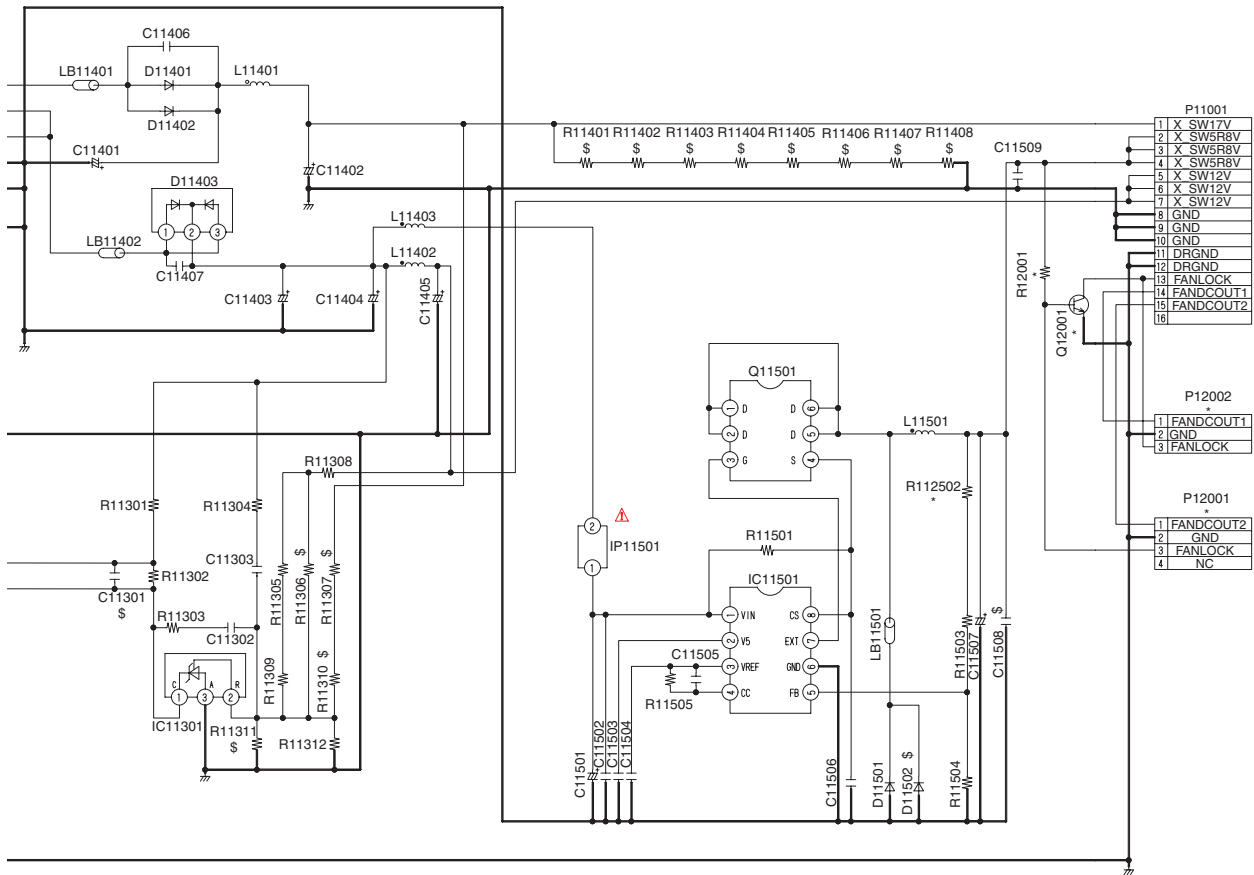 C11406
LB11401
D11401
L11401
D11402
C11401
C11402
D11403
1 2 3
LB11402
C11407
L11403
L11402
C11403
C11404
C11405
R11401 R11402 R11403 R11404 R11405 R11406 R11407 R11408
$ $ $ $ $ $ $ $
C11509
P11001
1 X_SW17V
2 X_SW5R8V
3 X_SW5R8V
4 X_SW5R8V
5 X_SW12V
6 X_SW12V
7 X_SW12V
8 GND
9 GND
10 GND
11 DRGND
12 DRGND
13 FANLOCK
14 FANDCOUT1
15 FANDCOUT2
16
R12001
*
Q12001
*
P12002
*
1 FANDCOUT1
2 GND
3 FANLOCK
P12001
*
1 FANDCOUT2
2 GND
3 FANLOCK
4 NC
Q11501
1 D D 6
2 D D 5
3 G S 4
L11501
R112502
*
R11308
R11301
R11304
C11303
R11302
C11301
$
R11303
C11302
R11305
R11306 $
R11307 $
R11309
R11310 $
C A R
1 3 2
IC11301
R11311
$
R11312
2
IP11501
1
R11501
IC11501
1 VIN CS 8
2 V5 EXT 7
3 VREF GND 6
4 CC FB 5
C11505
R11505
C11501
C11502
C11503
C11504
C11506
LB11501
D11501
D11502 $
R11503
C11507
C11508 $
R11504